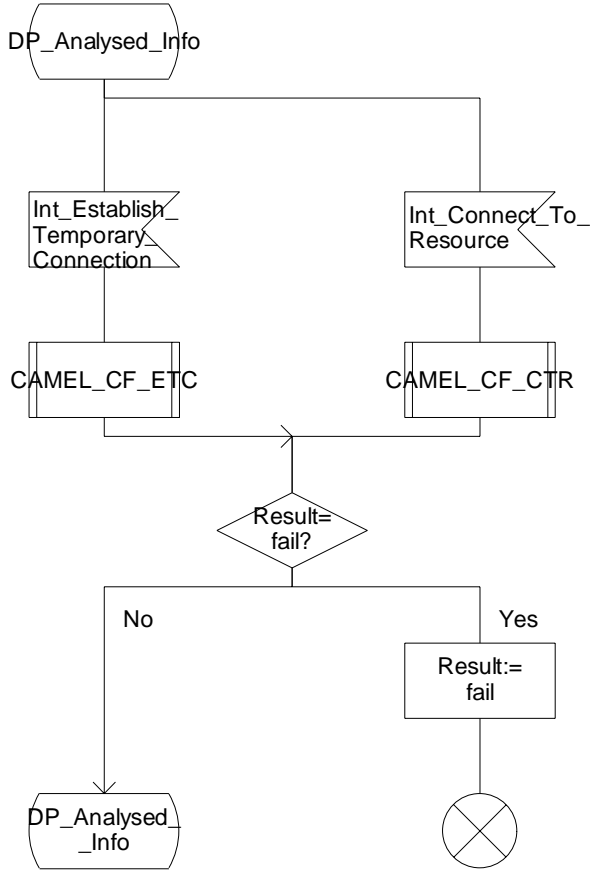 DP_Analysed_Info
Int_Establish_
Temporary_
Connection
Int_Connect_To_
Resource
CAMEL_CF_ETC
CAMEL_CF_CTR
Result=
fail?
No
Yes
Result:=
fail
DP_Analysed_
_Info